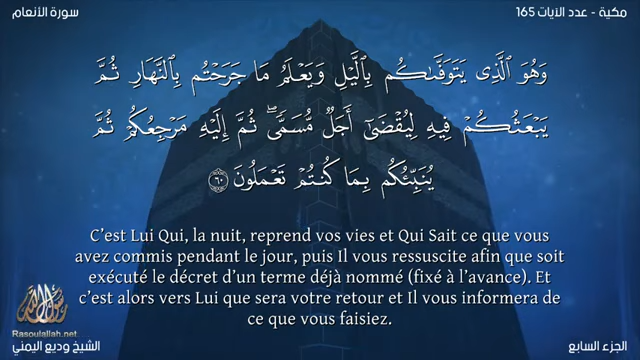 مكية - عدد الآيات 165
سورة الأنعام
وَهُوَ ٱلَّذِى يَتَوَفَّىٰكُم بِٱلَّيْلِ وَيَعْلَمُ مَا جَرَحْتُم بِٱلنَّهَارِ ثُمَّ
يَبْعَثُكُمْ فِيهِ لِيُقْضَىٰٓ أَجَلٌ مُّسَمًّى ۖ ثُمَّ إِلَيْهِ مَرْجِعُكُمْ ثُمَّ
يُنَبِّئُكُم بِمَا كُنتُمْ تَعْمَلُونَ ٦٠
C’est Lui Qui, la nuit, reprend vos vies et Qui Sait ce que vous
avez commis pendant le jour, puis Il vous ressuscite afin que soit
exécuté le décret d’un terme déjà nommé (fixé à l’avance). Et
c’est alors vers Lui que sera votre retour et Il vous informera de
ce que vous faisiez.
رسول الله
Rasoulallah.net
الجزء السابع
الشيخ وديع اليمني